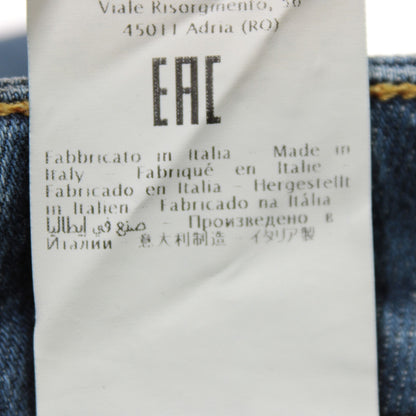 Viale Risorgimento, 56
45011 Adria (RO)
EAC
Fabbricato in Italia - Made in
Italy - Fabriqué en Italie -
Fabricado en Italia - Hergestellt
in Italien - Fabricado na Itália
صنع في إيطاليا - Произведено в
Италии - 意大利制造 - イタリア製